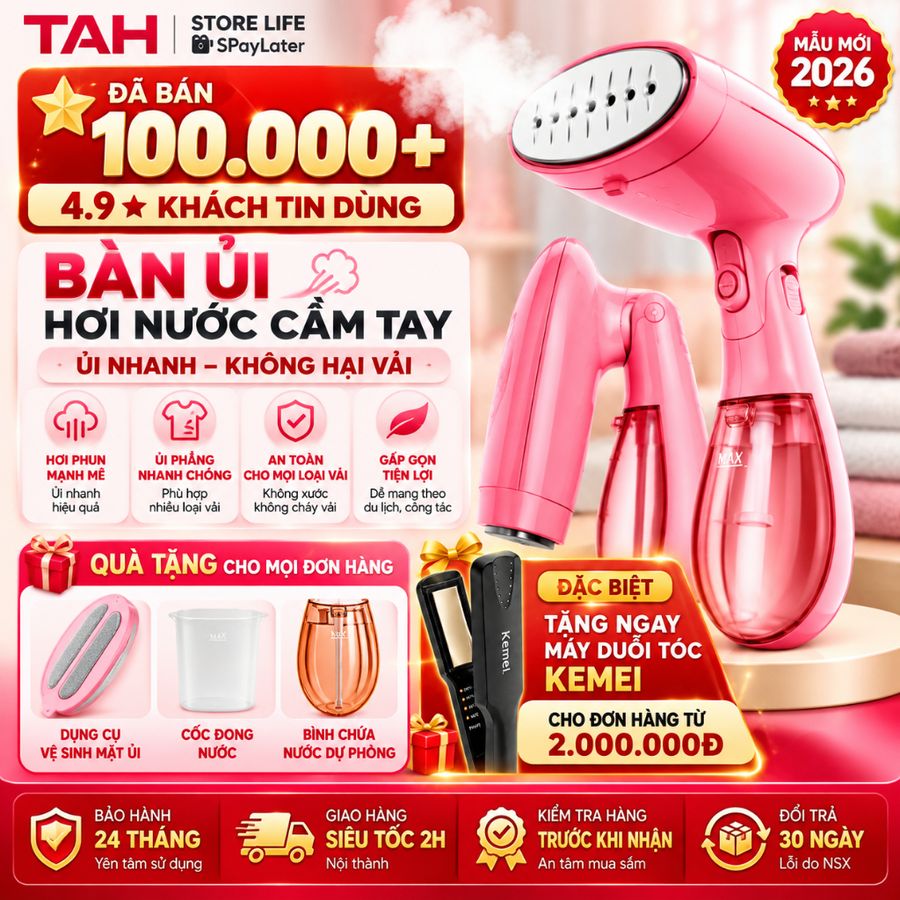 TAH
STORE LIFE
SPayLater
MẪU MỚI
2026
ĐÃ BÁN
100.000+
4.9 ★ KHÁCH TIN DÙNG
BÀN ỦI
HƠI NƯỚC CẦM TAY
ỦI NHANH – KHÔNG HẠI VẢI
HƠI PHUN
MẠNH MẼ
Ủi nhanh
hiệu quả
ỦI PHẲNG
NHANH CHÓNG
Phù hợp
nhiều loại vải
AN TOÀN
CHO MỌI LOẠI VẢI
Không xước
không cháy vải
GẤP GỌN
TIỆN LỢI
Dễ mang theo
du lịch, công tác
MAX
QUÀ TẶNG CHO MỌI ĐƠN HÀNG
MAX
MAX
DỤNG CỤ
VỆ SINH MẶT ỦI
CỐC ĐONG
NƯỚC
BÌNH CHỨA
NƯỚC DỰ PHÒNG
Kemei
ĐẶC BIỆT
TẶNG NGAY
MÁY DUỖI TÓC
KEMEI
CHO ĐƠN HÀNG TỪ
2.000.000Đ
BẢO HÀNH
24 THÁNG
Yên tâm sử dụng
GIAO HÀNG
SIÊU TỐC 2H
Nội thành
KIỂM TRA HÀNG
TRƯỚC KHI NHẬN
An tâm mua sắm
ĐỔI TRẢ
30 NGÀY
Lỗi do NSX